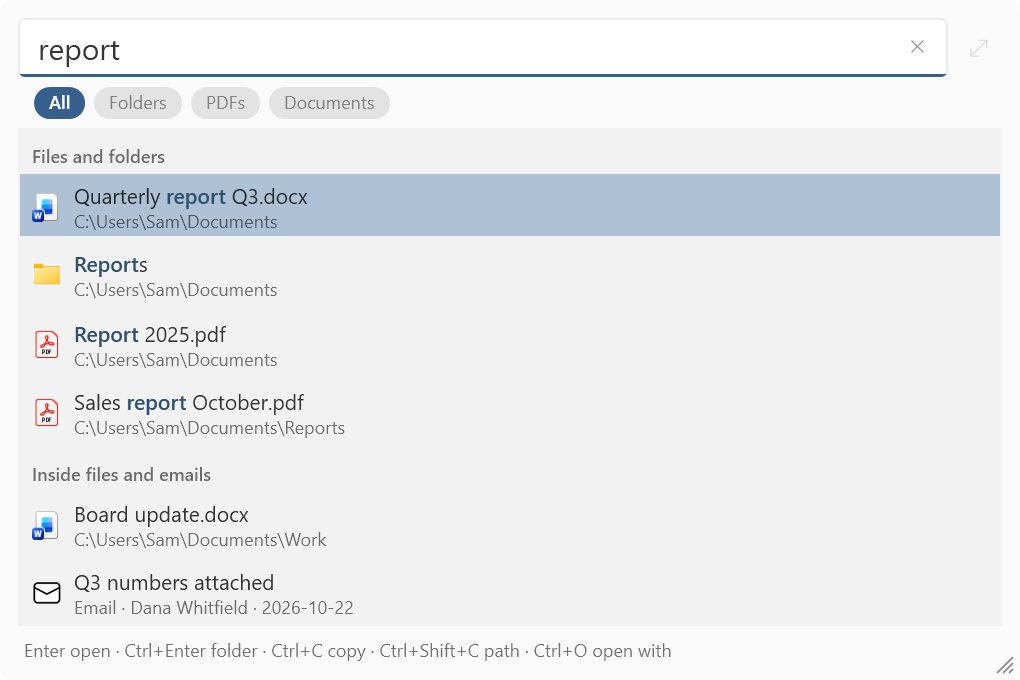 report
All
Folders
PDFs
Documents
Files and folders
Quarterly report Q3.docx
C:\Users\Sam\Documents
Reports
C:\Users\Sam\Documents
Report 2025.pdf
C:\Users\Sam\Documents
Sales report October.pdf
C:\Users\Sam\Documents\Reports
Inside files and emails
Board update.docx
C:\Users\Sam\Documents\Work
Q3 numbers attached
Email · Dana Whitfield · 2026-10-22
Enter open · Ctrl+Enter folder · Ctrl+C copy · Ctrl+Shift+C path · Ctrl+O open with